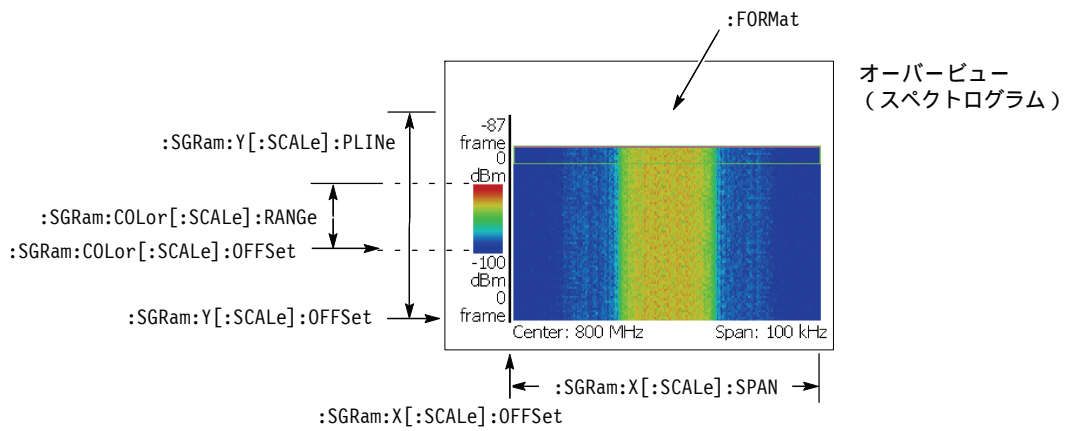 :FORMat
オーバービュー
（スペクトログラム）
-87
frame
:SGRam:Y[:SCALe]:PLINe
0
dBm
:SGRam:COLor[:SCALe]:RANGe
:SGRam:COLor[:SCALe]:OFFSet
-100
dBm
0
frame
:SGRam:Y[:SCALe]:OFFSet
Center: 800 MHz Span: 100 kHz
:SGRam:X[:SCALe]:SPAN
:SGRam:X[:SCALe]:OFFSet